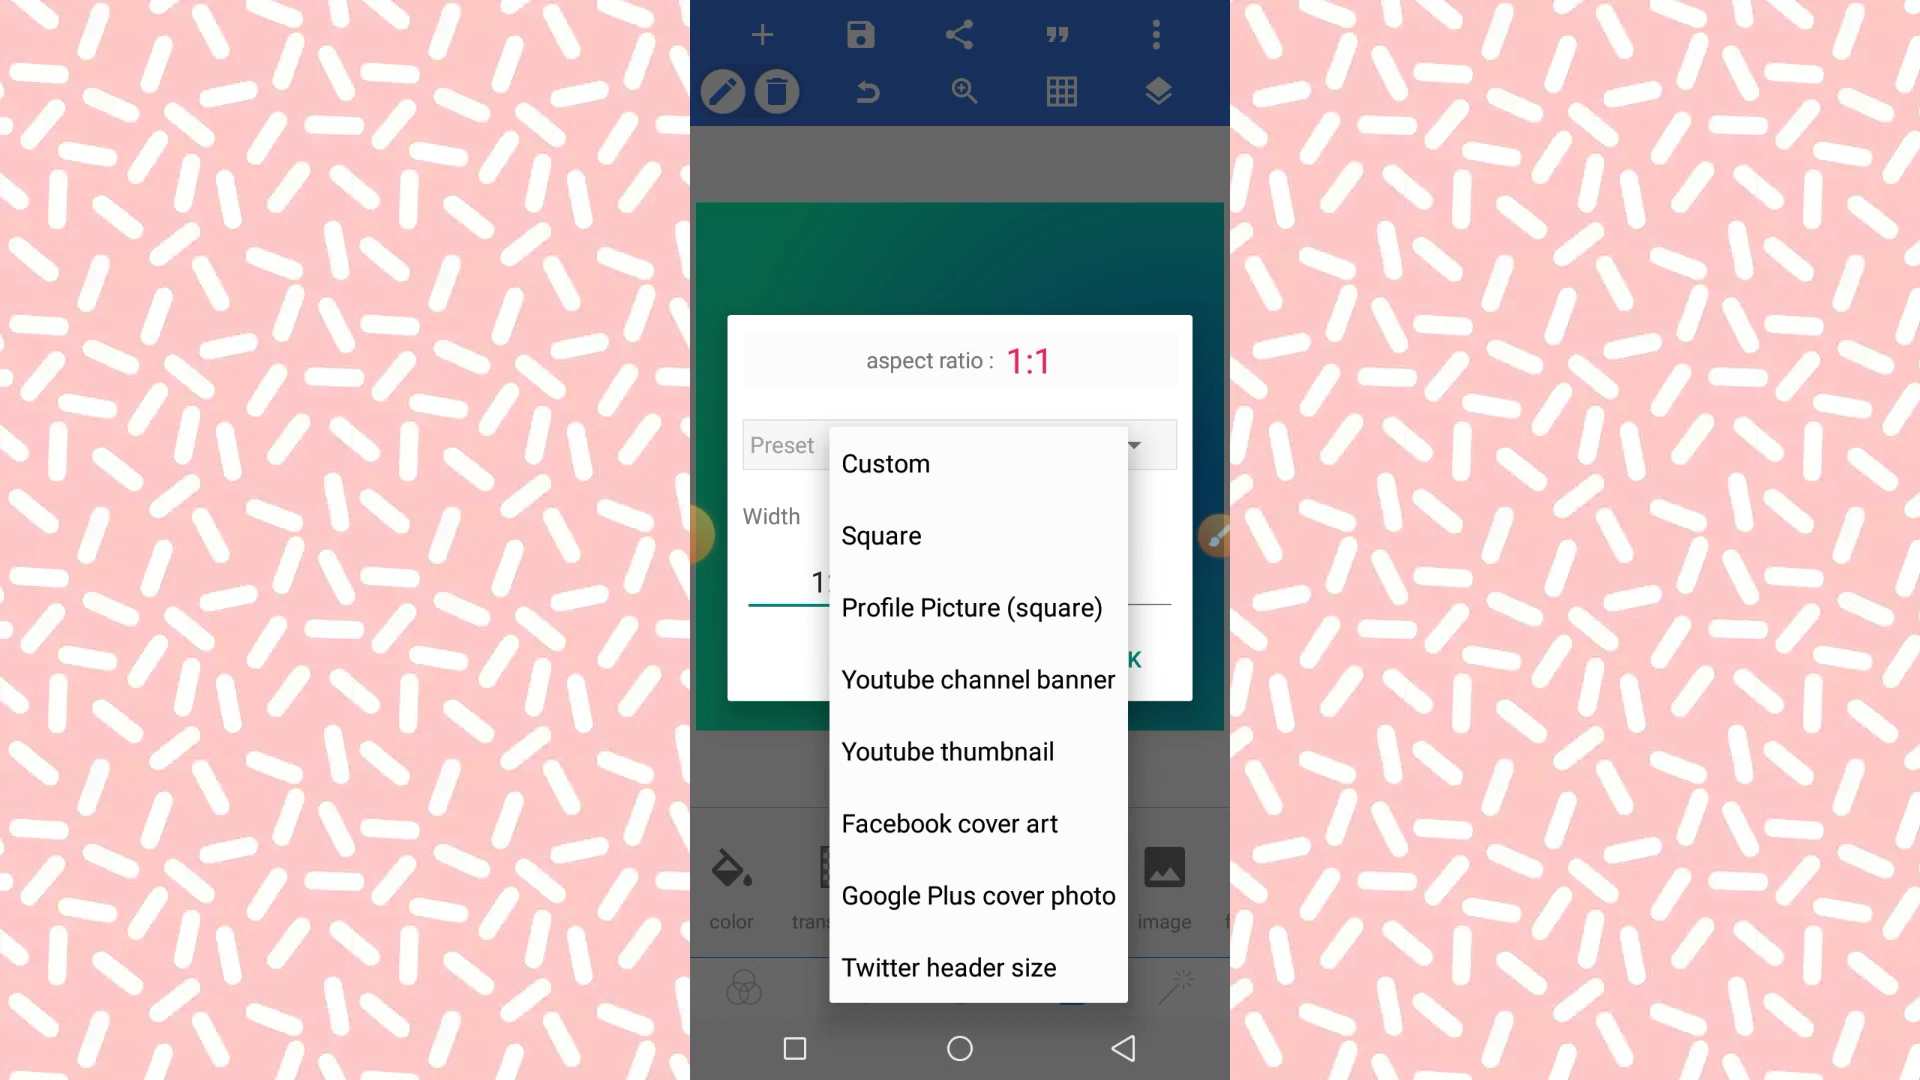 aspect ratio : 1:1
Preset
Custom
Width
Square
Profile Picture (square)
Youtube channel banner
Youtube thumbnail
Facebook cover art
color
image
Google Plus cover photo
Twitter header size